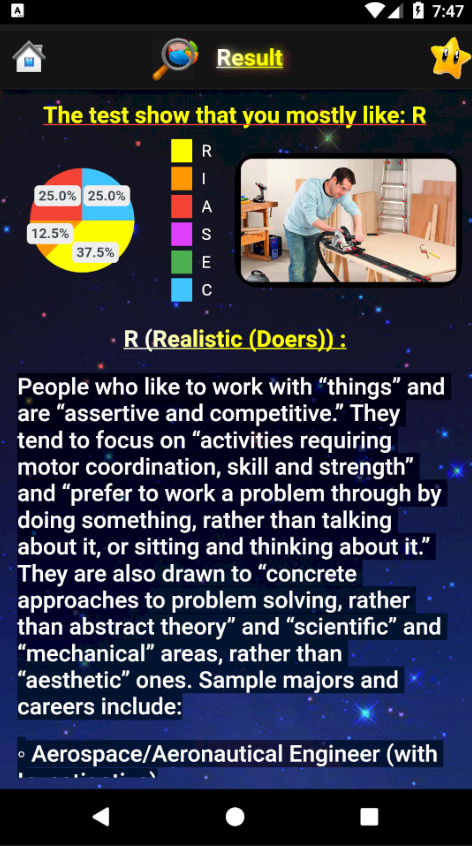 A
7:47
Result
The test show that you mostly like: R
R
I
A
S
E
C
25.0% 25.0%
12.5%
37.5%
R (Realistic (Doers)) :
People who like to work with “things” and
are “assertive and competitive.” They
tend to focus on “activities requiring
motor coordination, skill and strength”
and “prefer to work a problem through by
doing something, rather than talking
about it, or sitting and thinking about it.”
They are also drawn to “concrete
approaches to problem solving, rather
than abstract theory” and “scientific” and
“mechanical” areas, rather than
“aesthetic” ones. Sample majors and
careers include:
◦ Aerospace/Aeronautical Engineer (with